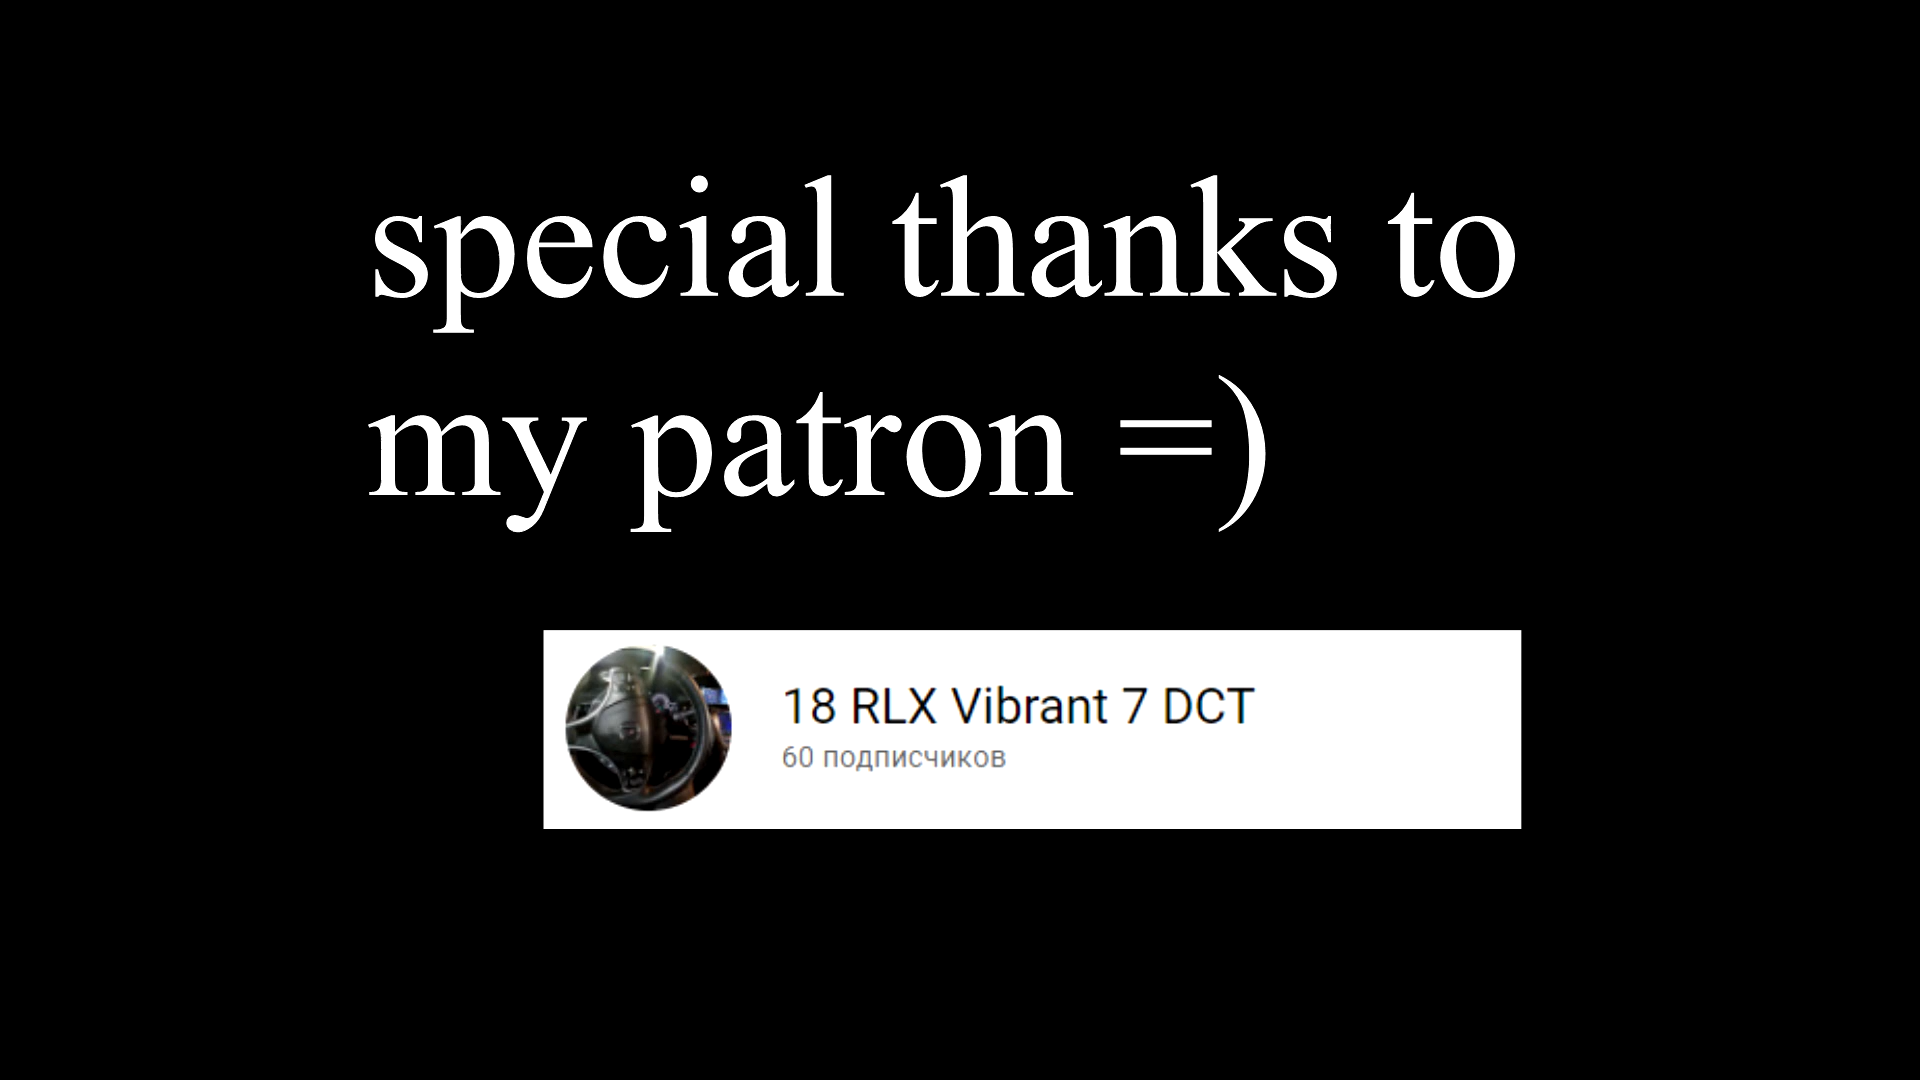 special thanks to
my patron =)
18 RLX Vibrant 7 DCT
60 подписчиков